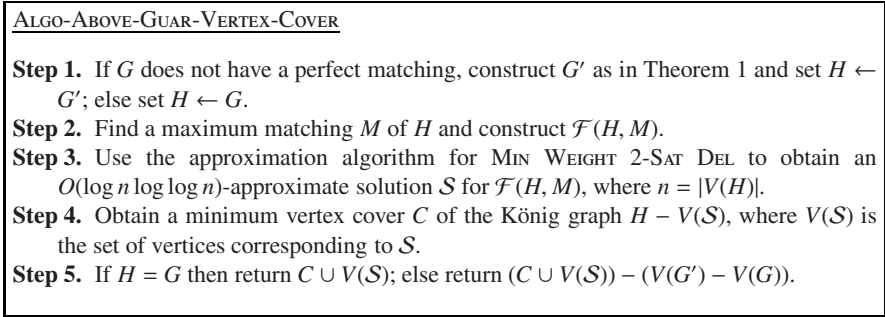 Algo-Above-Guar-Vertex-Cover
Step 1. If G does not have a perfect matching, construct G′ as in Theorem 1 and set H ←
G′; else set H ← G.
Step 2. Find a maximum matching M of H and construct ℱ(H, M).
Step 3. Use the approximation algorithm for Min Weight 2-Sat Del to obtain an
O(log n log log n)-approximate solution 𝒮 for ℱ(H, M), where n = |V(H)|.
Step 4. Obtain a minimum vertex cover C of the König graph H − V(𝒮), where V(𝒮) is
the set of vertices corresponding to 𝒮.
Step 5. If H = G then return C ∪ V(𝒮); else return (C ∪ V(𝒮)) − (V(G′) − V(G)).